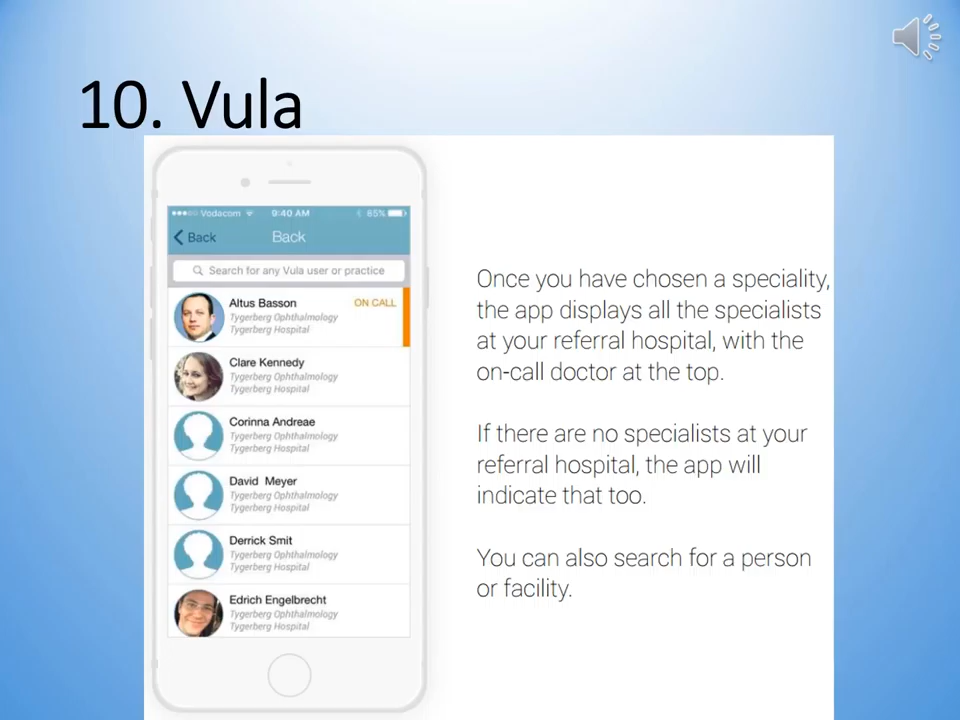 10. Vula
Vodacom
9:40 AM
85%
Back
Back
Search for any Vula user or practice
Altus Basson
ON CALL
Tygerberg Ophthalmology
Tygerberg Hospital
Clare Kennedy
Tygerberg Ophthalmology
Tygerberg Hospital
Corinna Andreae
Tygerberg Ophthalmology
Tygerberg Hospital
David Meyer
Tygerberg Ophthalmology
Tygerberg Hospital
Derrick Smit
Tygerberg Ophthalmology
Tygerberg Hospital
Edrich Engelbrecht
Tygerberg Ophthalmology
Tygerberg Hospital
Once you have chosen a speciality,
the app displays all the specialists
at your referral hospital, with the
on-call doctor at the top.
If there are no specialists at your
referral hospital, the app will
indicate that too.
You can also search for a person
or facility.